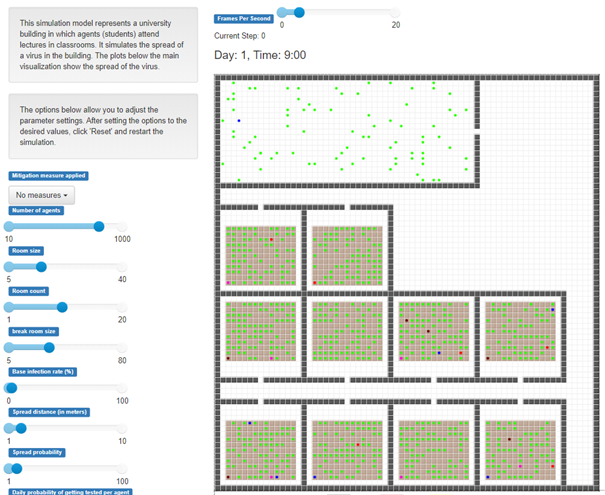 This simulation model represents a university
building in which agents (students) attend
lectures in classrooms. It simulates the spread of
a virus in the building. The plots below the main
visualization show the spread of the virus.
The options below allow you to adjust the
parameter settings. After setting the options to the
desired values, click 'Reset' and restart the
simulation.
Mitigation measure applied
No measures
Number of agents
10 1000
Room size
5 40
Room count
1 20
break room size
5 80
Base infection rate (%)
0 100
Spread distance (in meters)
1 10
Spread probability
1 100
Daily probability of getting tested per agent
Frames Per Second
0 20
Current Step: 0
Day: 1, Time: 9:00